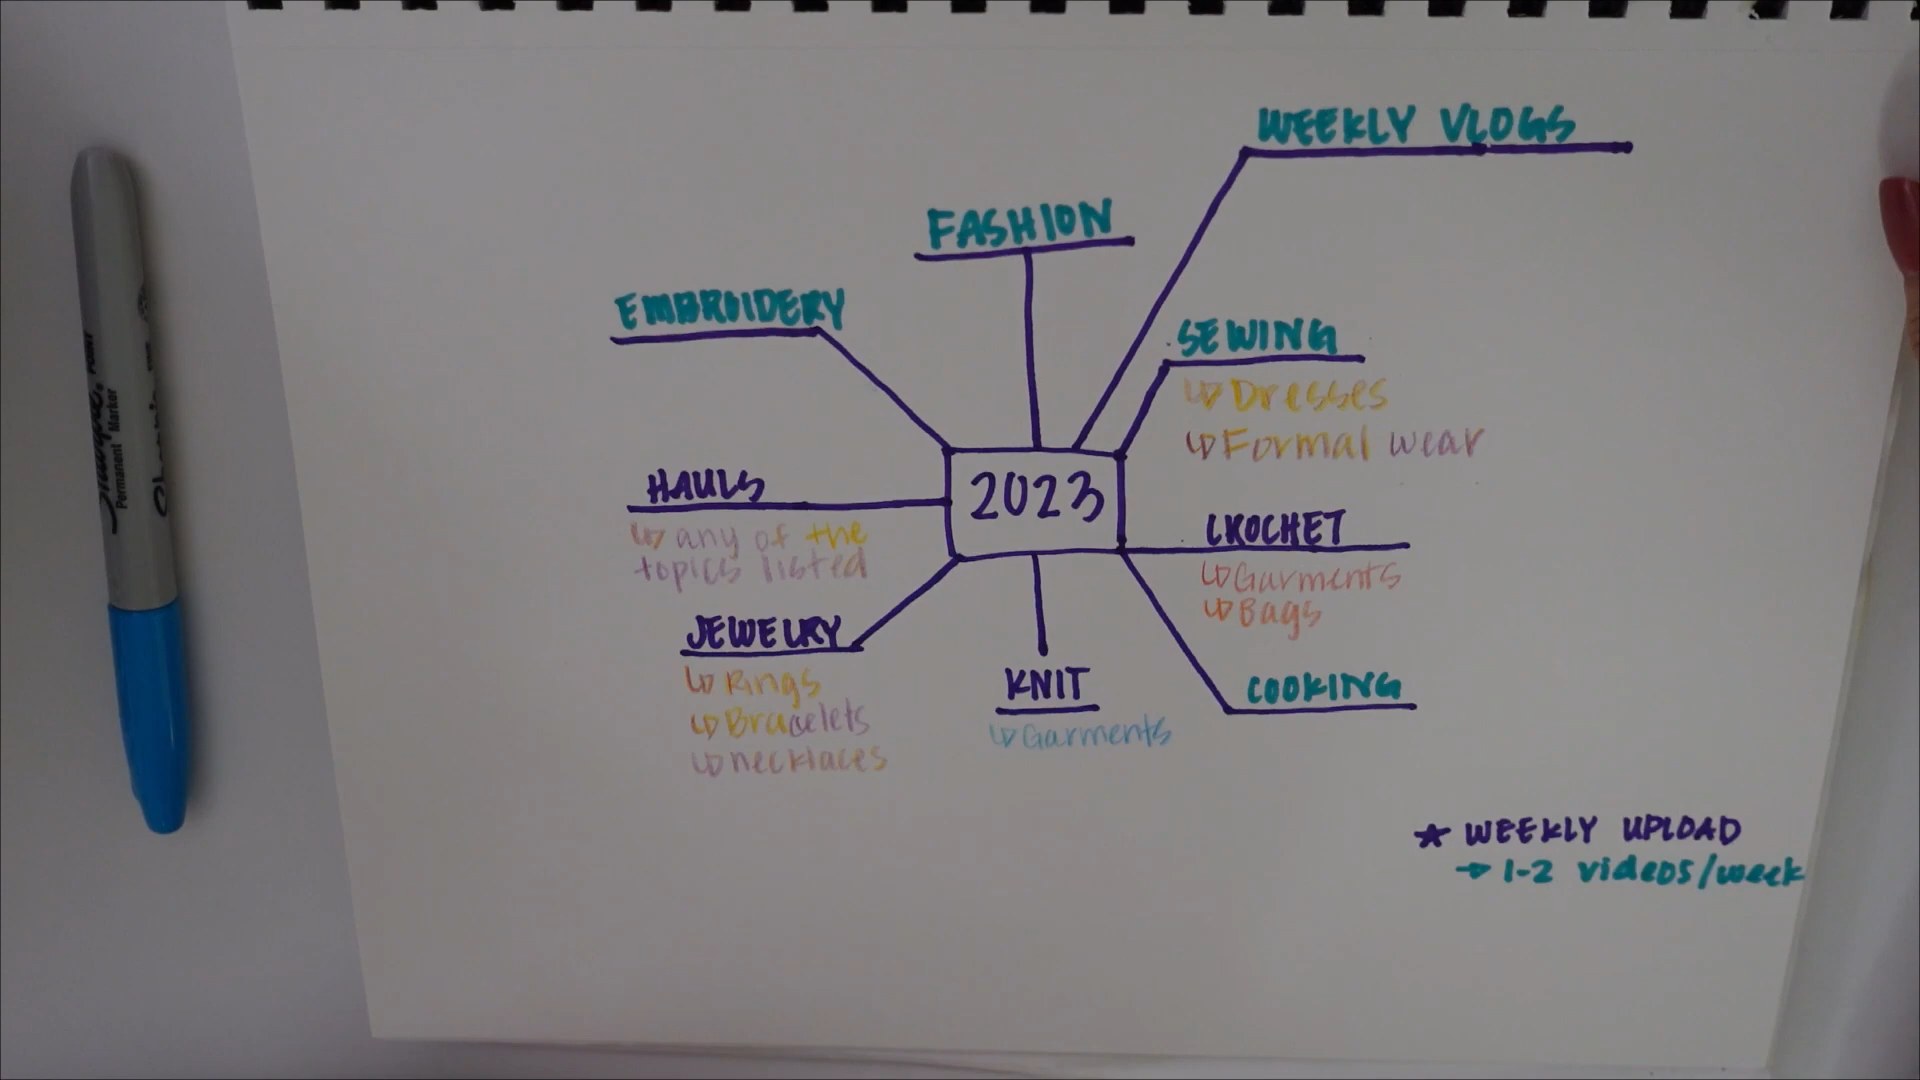 WEEKLY VLOGS
FASHION
EMBROIDERY
SEWING
↳ Dresses
↳ Formal wear
2023
HAULS
↳ any of the
topics listed
CROCHET
↳ Garments
↳ Bags
JEWELRY
↳ Rings
↳ Bracelets
↳ necklaces
KNIT
↳ Garments
COOKING
★ WEEKLY UPLOAD
→ 1-2 videos/week
Sharpie
Permanent Marker